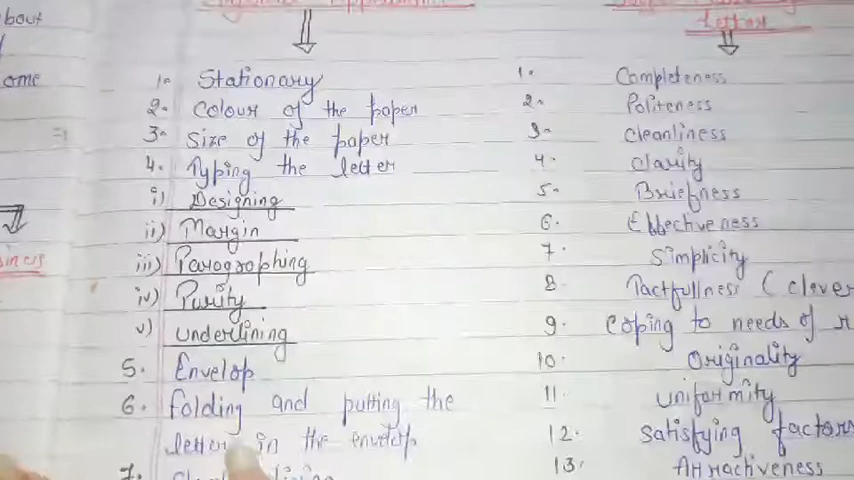 bout
ome
1. Stationary
2. Colour of the paper
3. Size of the paper
4. Typing the letter
i) Designing
ii) Margin
iii) Paragraphing
iv) Purity
v) underlining
5. Envelop
6. folding and putting the
letter in the envelop
7.
Letter
1. Completeness
2. Politeness
3. Cleanliness
4. Clarity
5. Briefness
6. Effectiveness
7. Simplicity
8. Tactfullness (clever
9. Coping to needs of r
10. Originality
11. uniformity
12. Satisfying factors
13. Attractiveness